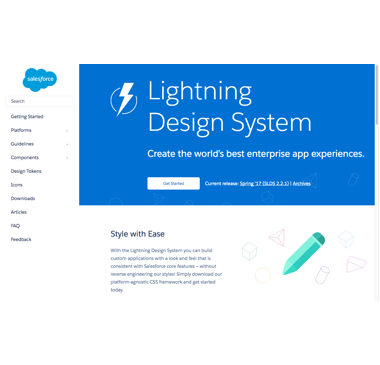 salesforce
Search
Getting Started
Platforms
Guidelines
Components
Design Tokens
Icons
Downloads
Articles
FAQ
Feedback
Lightning
Design System
Create the world's best enterprise app experiences.
Get Started
Current release: Spring '17 (SLDS 2.2.1) | Archives
Style with Ease
With the Lightning Design System you can build
custom applications with a look and feel that is
consistent with Salesforce core features – without
reverse engineering our styles! Simply download our
platform agnostic CSS framework and get started
today.